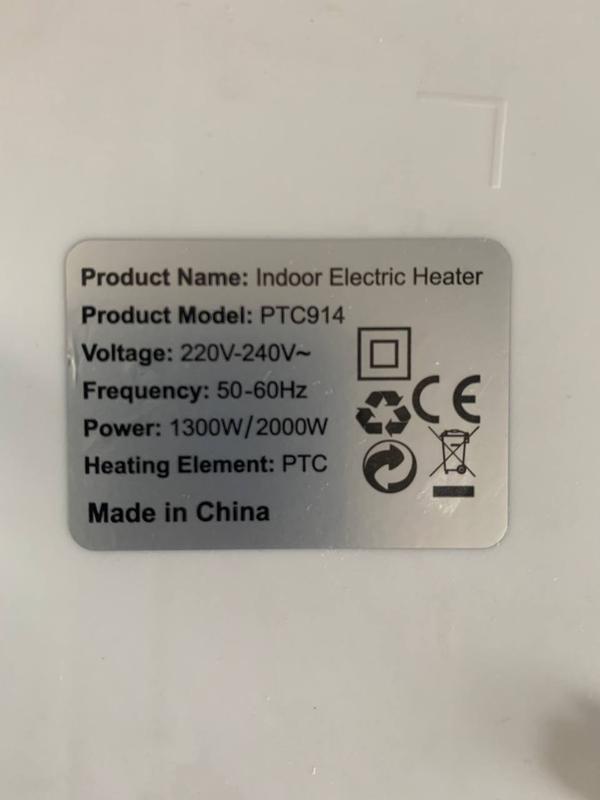 Product Name: Indoor Electric Heater
Product Model: PTC914
Voltage: 220V-240V~
Frequency: 50-60Hz
Power: 1300W/2000W
Heating Element: PTC
Made in China
CE